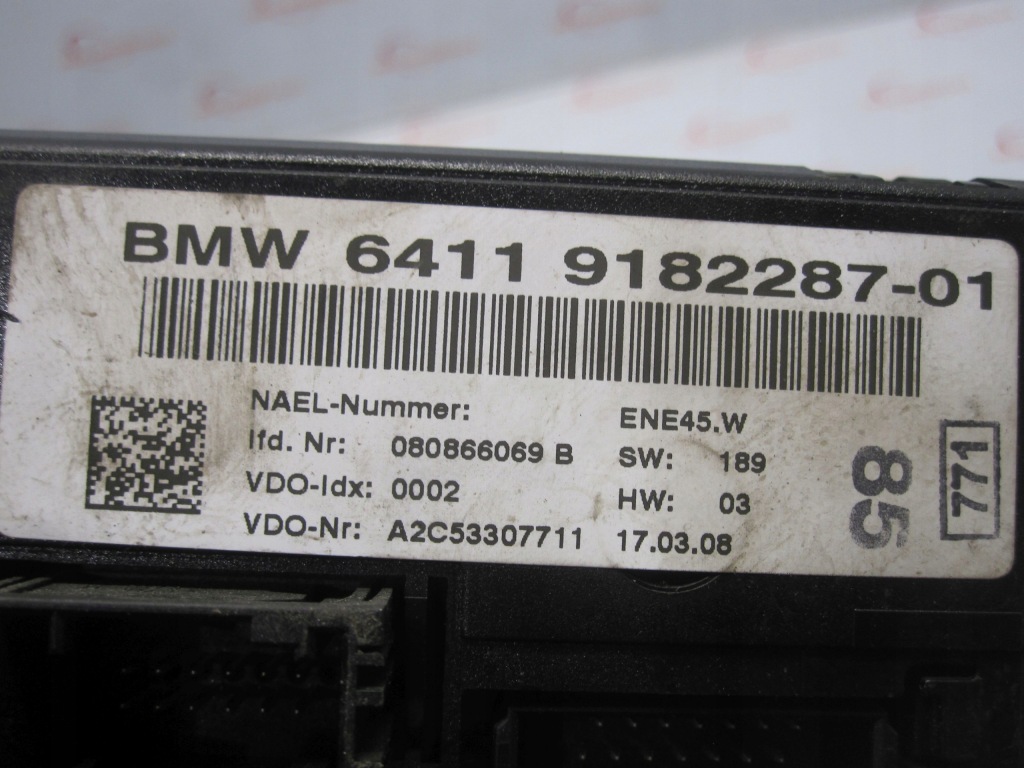 BMW 6411 9182287-01
NAEL-Nummer: ENE45.W
lfd. Nr: 080866069 B SW: 189
VDO-Idx: 0002 HW: 03
VDO-Nr: A2C53307711 17.03.08
85
771